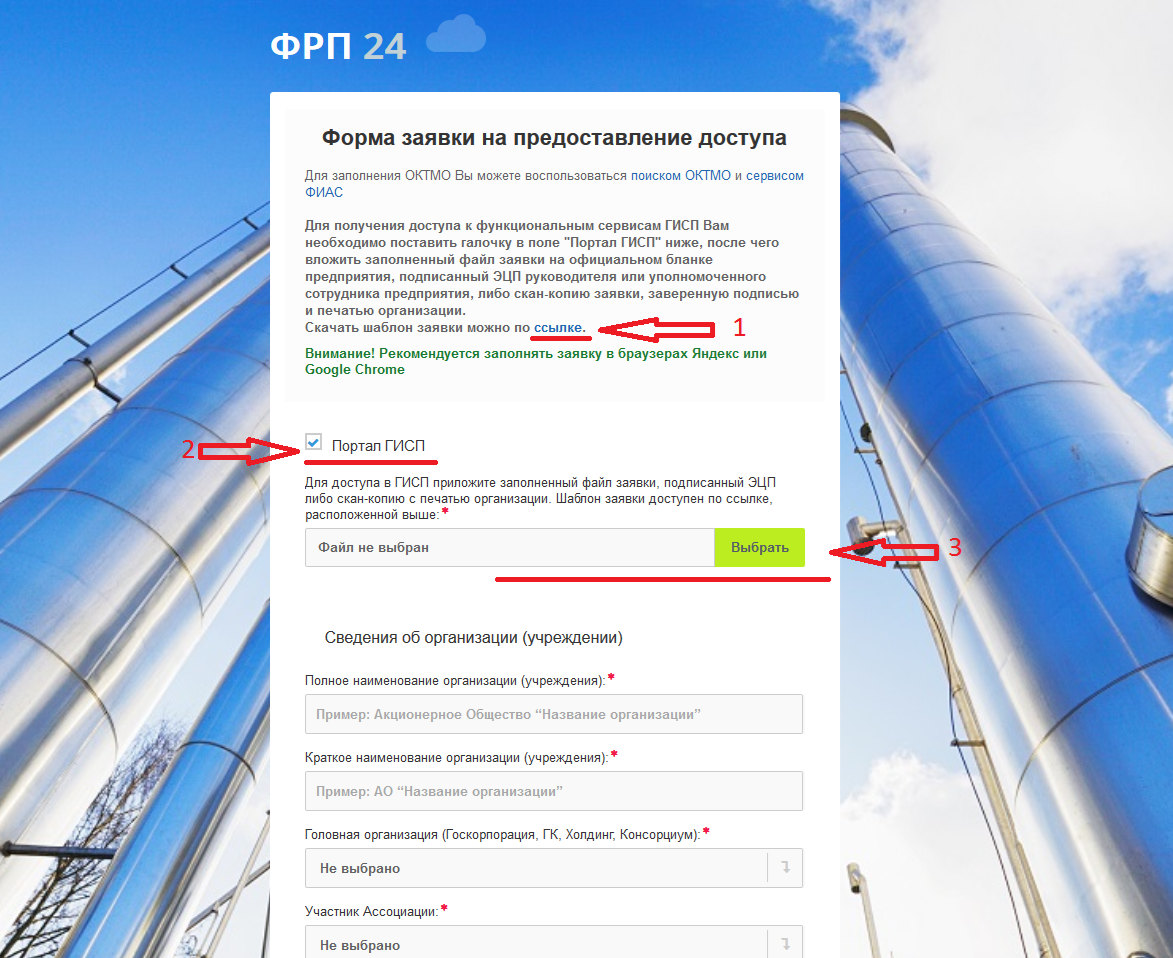 ФРП 24
Форма заявки на предоставление доступа
Для заполнения ОКТМО Вы можете воспользоваться поиском ОКТМО и сервисом
ФИАС
Для получения доступа к функциональным сервисам ГИСП Вам
необходимо поставить галочку в поле "Портал ГИСП" ниже, после чего
вложить заполненный файл заявки на официальном бланке
предприятия, подписанный ЭЦП руководителя или уполномоченного
сотрудника предприятия, либо скан-копию заявки, заверенную подписью
и печатью организации.
Скачать шаблон заявки можно по ссылке. 1
Внимание! Рекомендуется заполнять заявку в браузерах Яндекс или
Google Chrome
2 Портал ГИСП
Для доступа в ГИСП приложите заполненный файл заявки, подписанный ЭЦП
либо скан-копию с печатью организации. Шаблон заявки доступен по ссылке,
расположенной выше:*
Файл не выбран Выбрать 3
Сведения об организации (учреждении)
Полное наименование организации (учреждения):*
Пример: Акционерное Общество “Название организации”
Краткое наименование организации (учреждения):*
Пример: АО “Название организации”
Головная организация (Госкорпорация, ГК, Холдинг, Консорциум):*
Не выбрано
Участник Ассоциации:*
Не выбрано